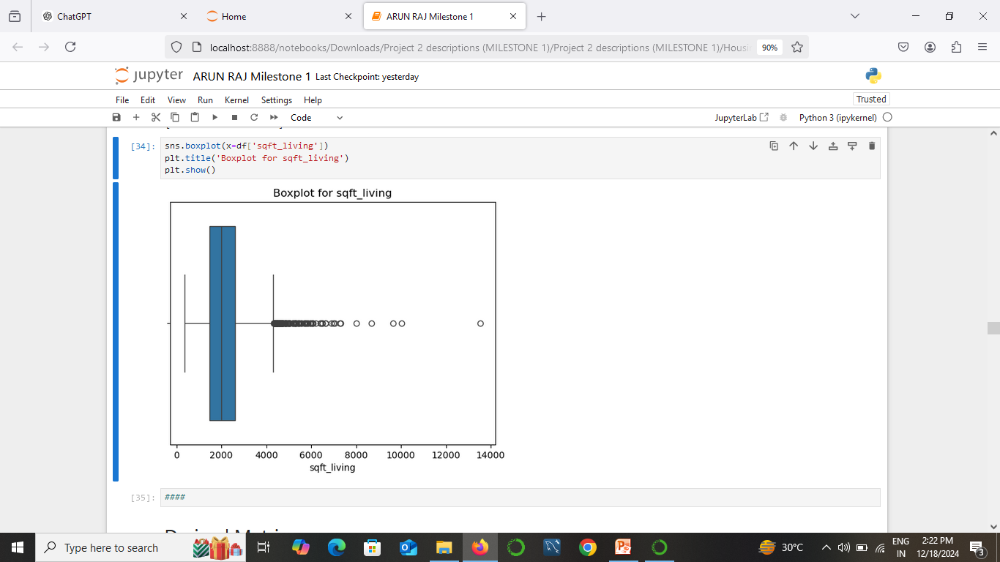 ChatGPT
Home
ARUN RAJ Milestone 1
localhost:8888/notebooks/Downloads/Project 2 descriptions (MILESTONE 1)/Project 2 descriptions (MILESTONE 1)/Housi
90%
jupyter ARUN RAJ Milestone 1 Last Checkpoint: yesterday
File Edit View Run Kernel Settings Help
Trusted
Code
JupyterLab
Python 3 (ipykernel)
[34]: sns.boxplot(x=df['sqft_living'])
plt.title('Boxplot for sqft_living')
plt.show()
Boxplot for sqft_living
0 2000 4000 6000 8000 10000 12000 14000
sqft_living
[35]: ####
Type here to search
30°C
ENG
IN
2:22 PM
12/18/2024
3